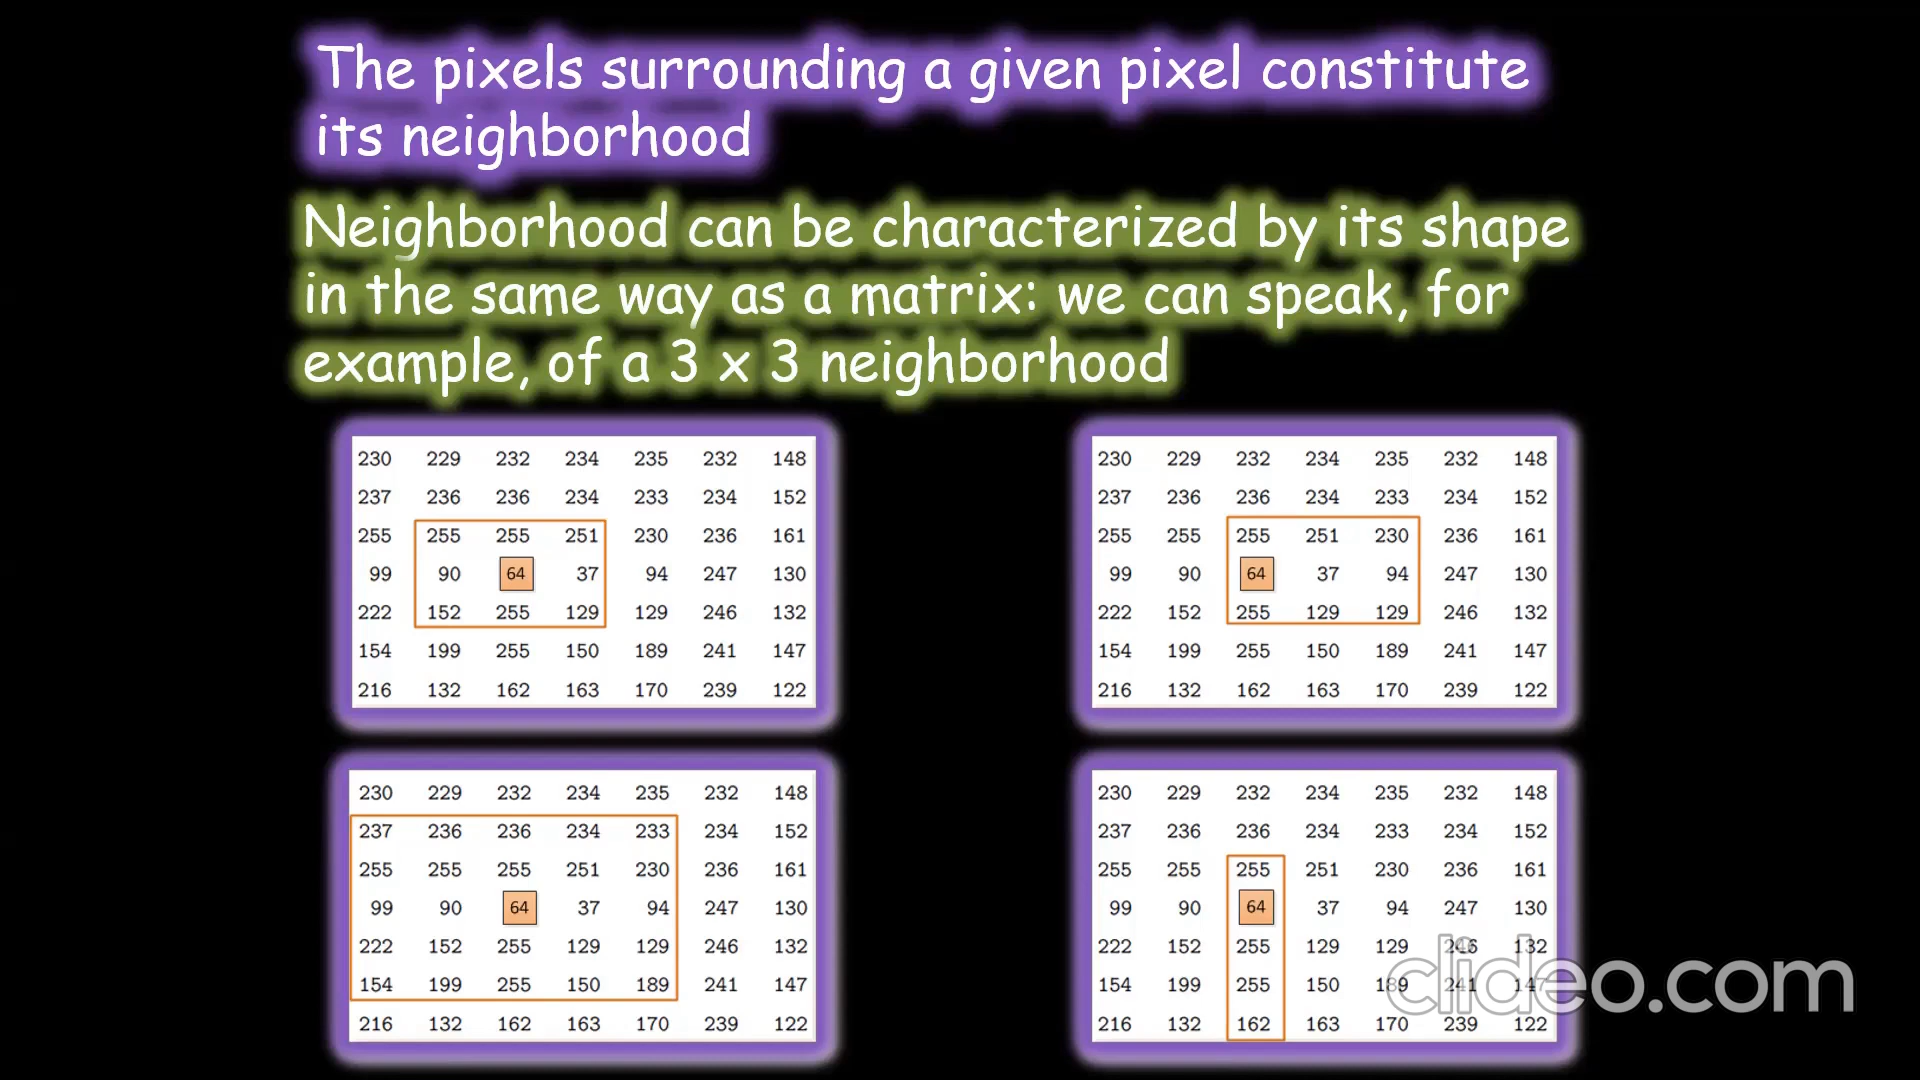 The pixels surrounding a given pixel constitute
its neighborhood
Neighborhood can be characterized by its shape
in the same way as a matrix: we can speak, for
example, of a 3 x 3 neighborhood
230 229 232 234 235 232 148
237 236 236 234 233 234 152
255 255 255 251 230 236 161
99 90 64 37 94 247 130
222 152 255 129 129 246 132
154 199 255 150 189 241 147
216 132 162 163 170 239 122
230 229 232 234 235 232 148
237 236 236 234 233 234 152
255 255 255 251 230 236 161
99 90 64 37 94 247 130
222 152 255 129 129 246 132
154 199 255 150 189 241 147
216 132 162 163 170 239 122
230 229 232 234 235 232 148
237 236 236 234 233 234 152
255 255 255 251 230 236 161
99 90 64 37 94 247 130
222 152 255 129 129 246 132
154 199 255 150 189 241 147
216 132 162 163 170 239 122
230 229 232 234 235 232 148
237 236 236 234 233 234 152
255 255 255 251 230 236 161
99 90 64 37 94 247 130
222 152 255 129 129 246 132
154 199 255 150 189 241 147
216 132 162 163 170 239 122
clideo.com